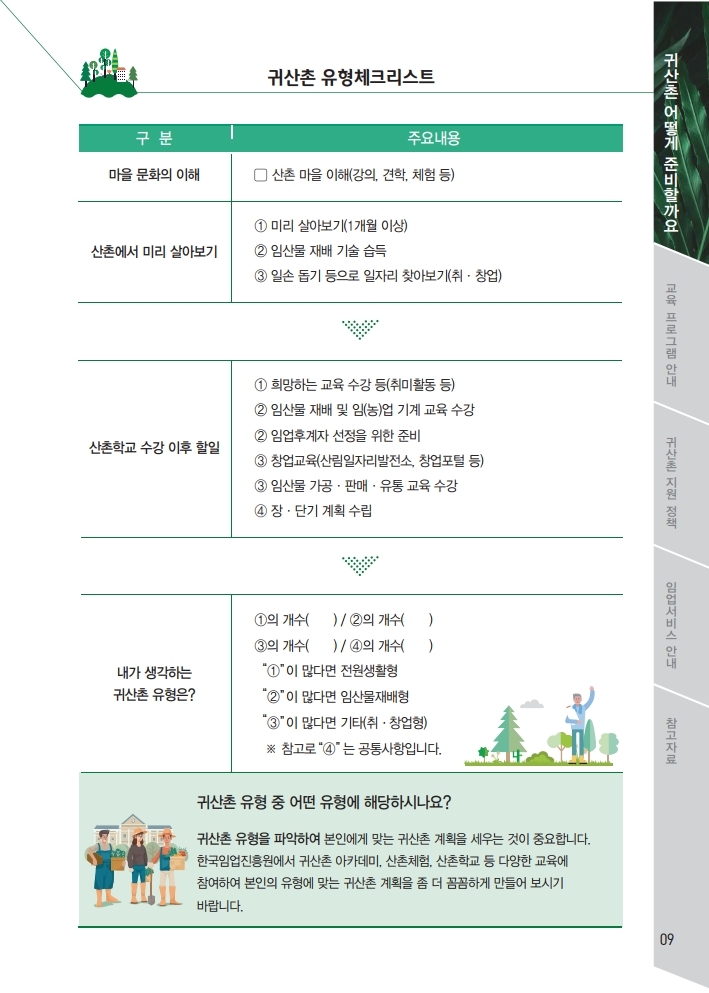 귀산촌 유형체크리스트
구 분 주요내용
마을 문화의 이해
□ 산촌 마을 이해(강의, 견학, 체험 등)
산촌에서 미리 살아보기
① 미리 살아보기(1개월 이상)
② 임산물 재배 기술 습득
③ 일손 돕기 등으로 일자리 찾아보기(취 · 창업)
산촌학교 수강 이후 할일
① 희망하는 교육 수강 등(취미활동 등)
② 임산물 재배 및 임(농)업 기계 교육 수강
② 임업후계자 선정을 위한 준비
③ 창업교육(산림일자리발전소, 창업포털 등)
③ 임산물 가공 · 판매 · 유통 교육 수강
④ 장 · 단기 계획 수립
내가 생각하는
귀산촌 유형은?
①의 개수( ) / ②의 개수( )
③의 개수( ) / ④의 개수( )
“①”이 많다면 전원생활형
“②”이 많다면 임산물재배형
“③”이 많다면 기타(취 · 창업형)
※ 참고로 “④” 는 공통사항입니다.
귀산촌 유형 중 어떤 유형에 해당하시나요?
귀산촌 유형을 파악하여 본인에게 맞는 귀산촌 계획을 세우는 것이 중요합니다.
한국임업진흥원에서 귀산촌 아카데미, 산촌체험, 산촌학교 등 다양한 교육에
참여하여 본인의 유형에 맞는 귀산촌 계획을 좀 더 꼼꼼하게 만들어 보시기
바랍니다.
귀산촌 어떻게 준비할까요
교육 프로그램 안내
귀산촌 지원 정책
임업서비스 안내
참고자료
09